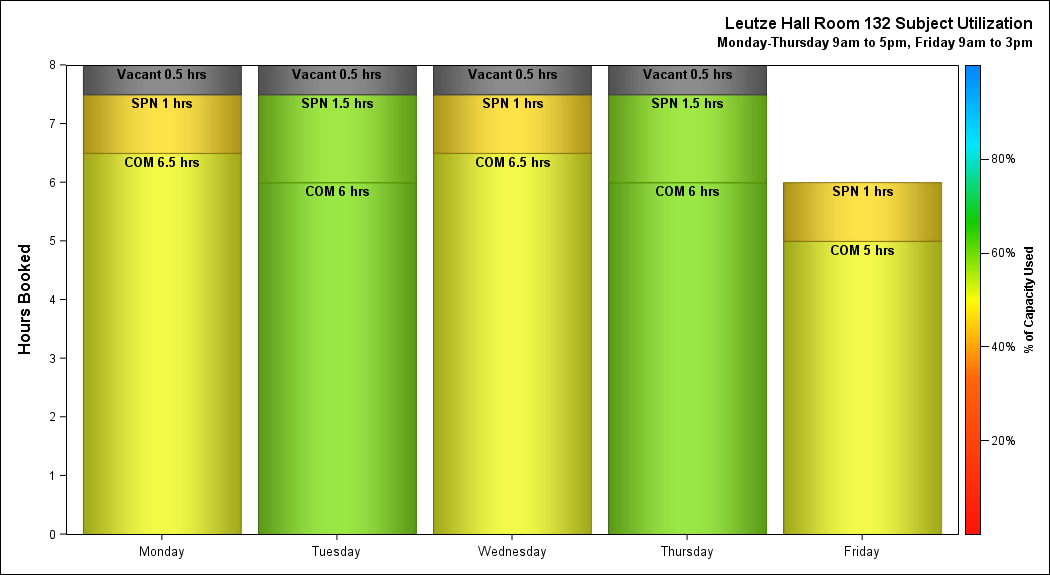 Leutze Hall Room 132 Subject Utilization
Monday-Thursday 9am to 5pm, Friday 9am to 3pm
Hours Booked
8
7
6
5
4
3
2
1
0
Vacant 0.5 hrs
SPN 1 hrs
COM 6.5 hrs
Vacant 0.5 hrs
SPN 1.5 hrs
COM 6 hrs
Vacant 0.5 hrs
SPN 1 hrs
COM 6.5 hrs
Vacant 0.5 hrs
SPN 1.5 hrs
COM 6 hrs
SPN 1 hrs
COM 5 hrs
Monday
Tuesday
Wednesday
Thursday
Friday
80%
60%
40%
20%
% of Capacity Used